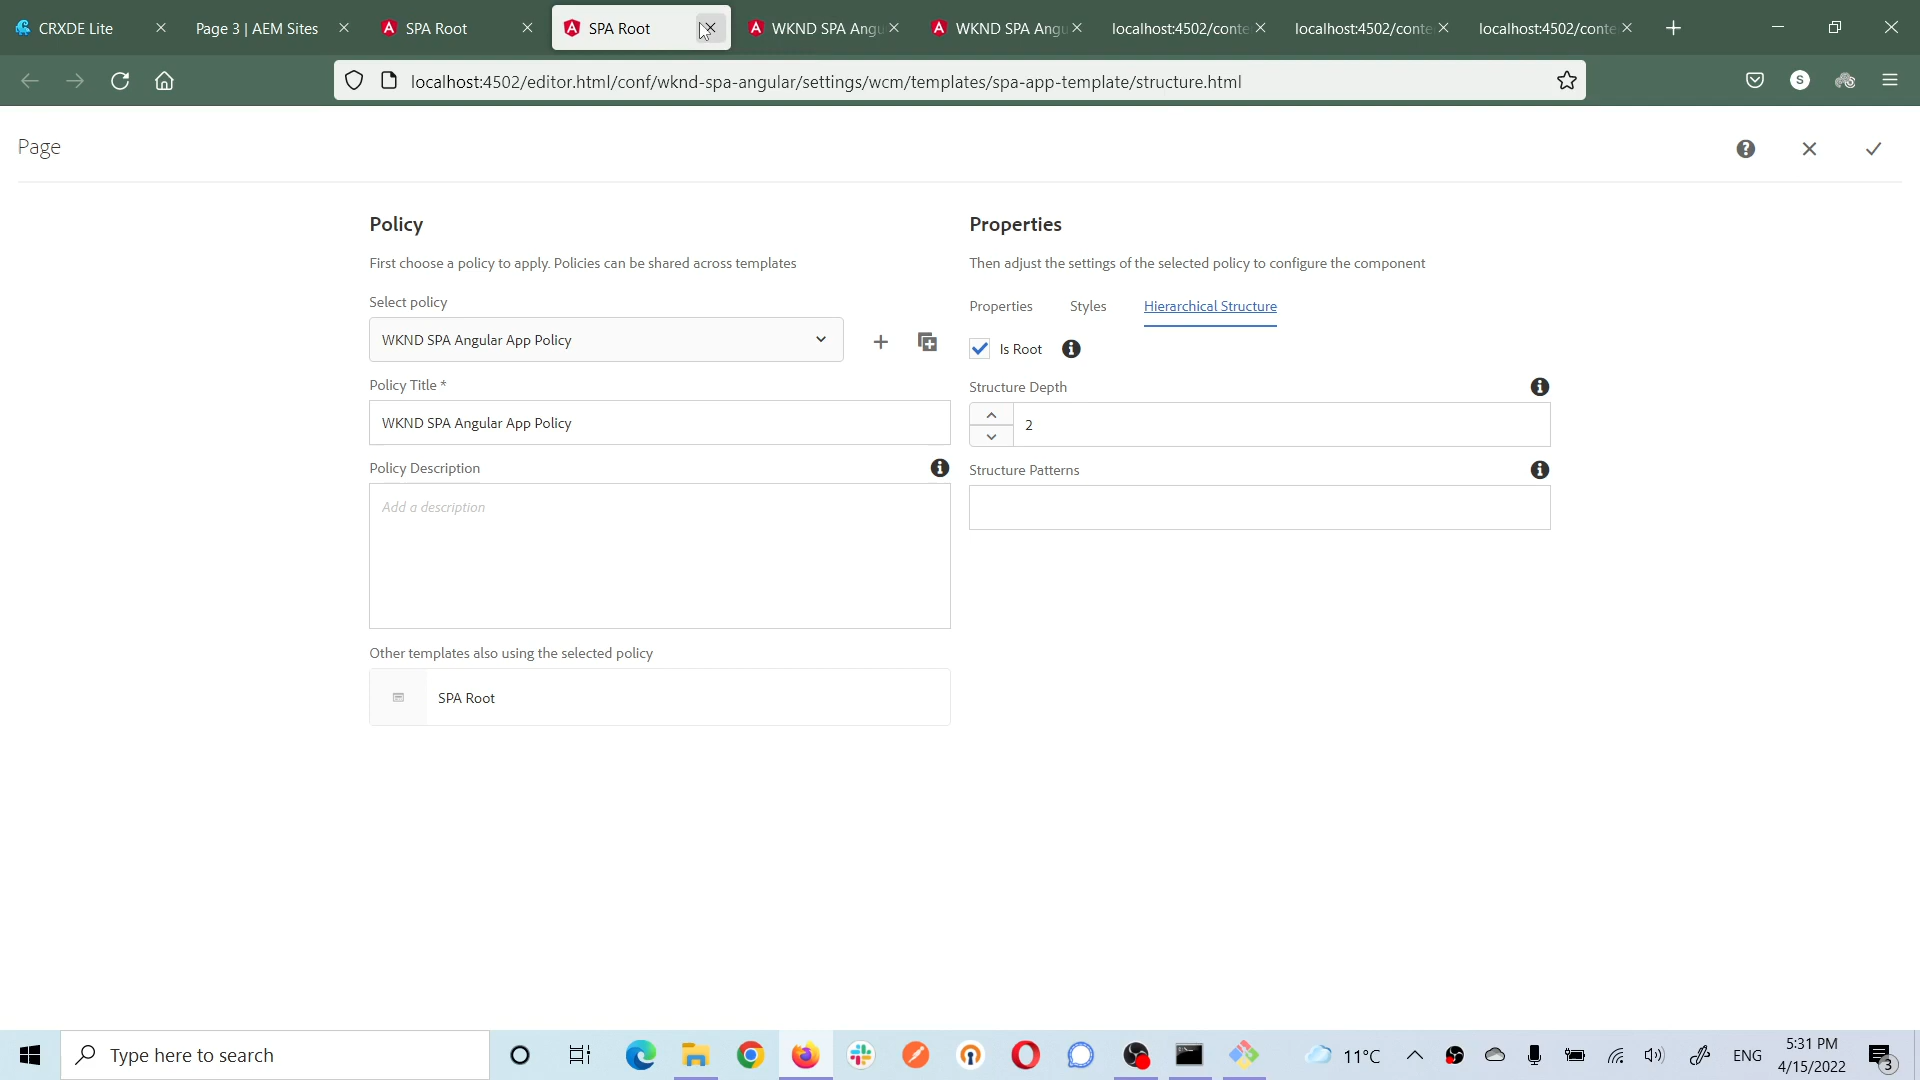 CRXDE Lite
Page 3 | AEM Sites
SPA Root
SPA Root
WKND SPA Angu
WKND SPA Angu
localhost:4502/conte
localhost:4502/conte
localhost:4502/conte
localhost:4502/editor.html/conf/wknd-spa-angular/settings/wcm/templates/spa-app-template/structure.html
S
Page
Policy
First choose a policy to apply. Policies can be shared across templates
Select policy
WKND SPA Angular App Policy
Policy Title *
WKND SPA Angular App Policy
Policy Description
Add a description
Other templates also using the selected policy
SPA Root
Properties
Then adjust the settings of the selected policy to configure the component
Properties Styles Hierarchical Structure
Is Root
Structure Depth
2
Structure Patterns
Type here to search
11°C
ENG
5:31 PM
4/15/2022
3